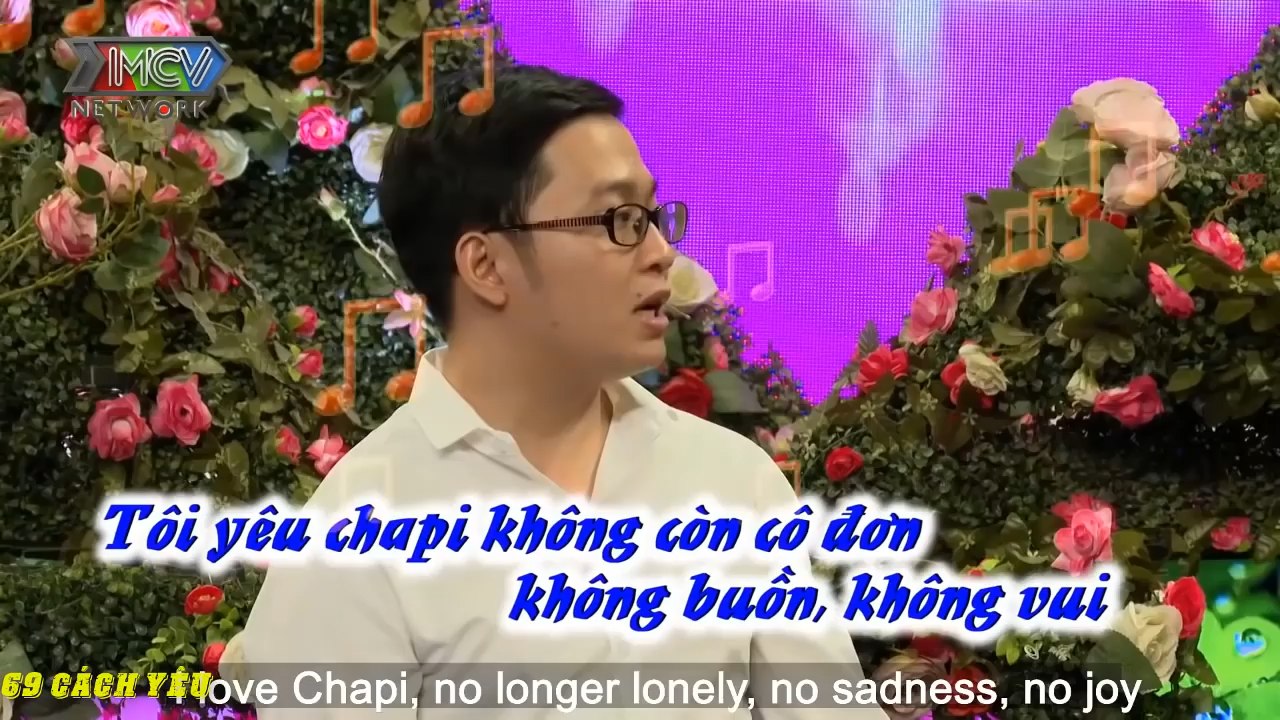 MCV
NETWORK
Tôi yêu chapi không còn cô đơn
không buồn, không vui
69 CÁCH YÊU
love Chapi, no longer lonely, no sadness, no joy